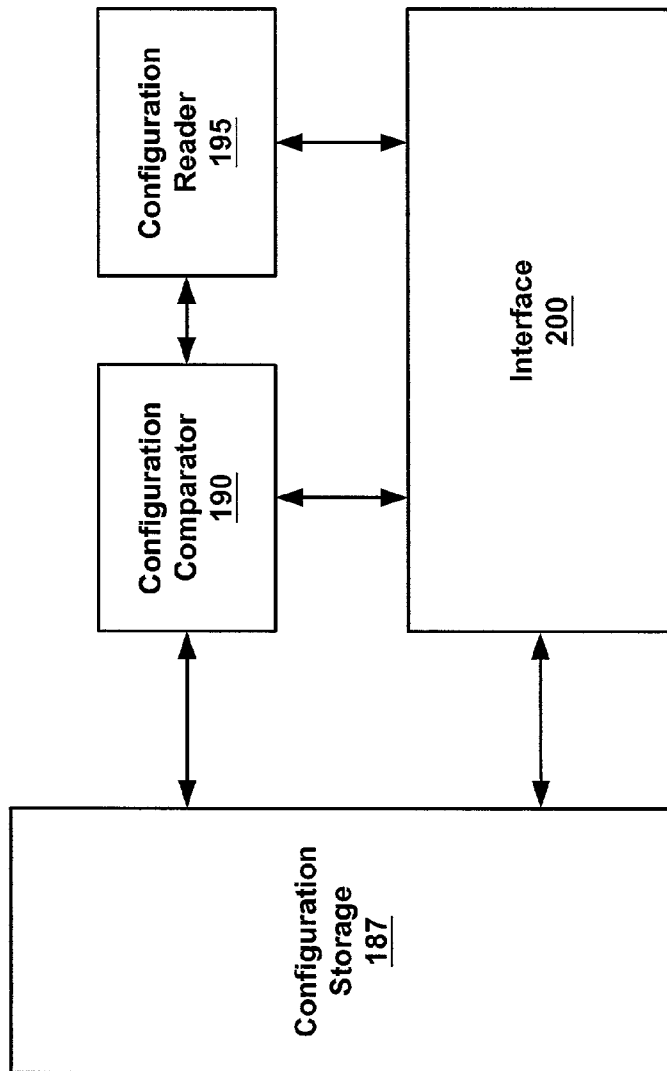 Configuration
Storage
187
Configuration
Comparator
190
Configuration
Reader
195
Interface
200